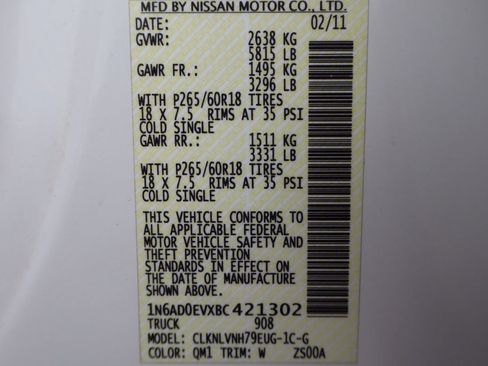 MFD BY NISSAN MOTOR CO., LTD.
DATE: 02/11
GVWR: 2638 KG
5815 LB
GAWR FR.: 1495 KG
3296 LB
WITH P265/60R18 TIRES
18 X 7.5 RIMS AT 35 PSI
COLD SINGLE
GAWR RR.: 1511 KG
3331 LB
WITH P265/60R18 TIRES
18 X 7.5 RIMS AT 35 PSI
COLD SINGLE
THIS VEHICLE CONFORMS TO
ALL APPLICABLE FEDERAL
MOTOR VEHICLE SAFETY AND
THEFT PREVENTION
STANDARDS IN EFFECT ON
THE DATE OF MANUFACTURE
SHOWN ABOVE.
1N6AD0EVXBC421302
TRUCK 908
MODEL: CLKNLVNH79EUG-1C-G
COLOR: QM1 TRIM: W ZS00A